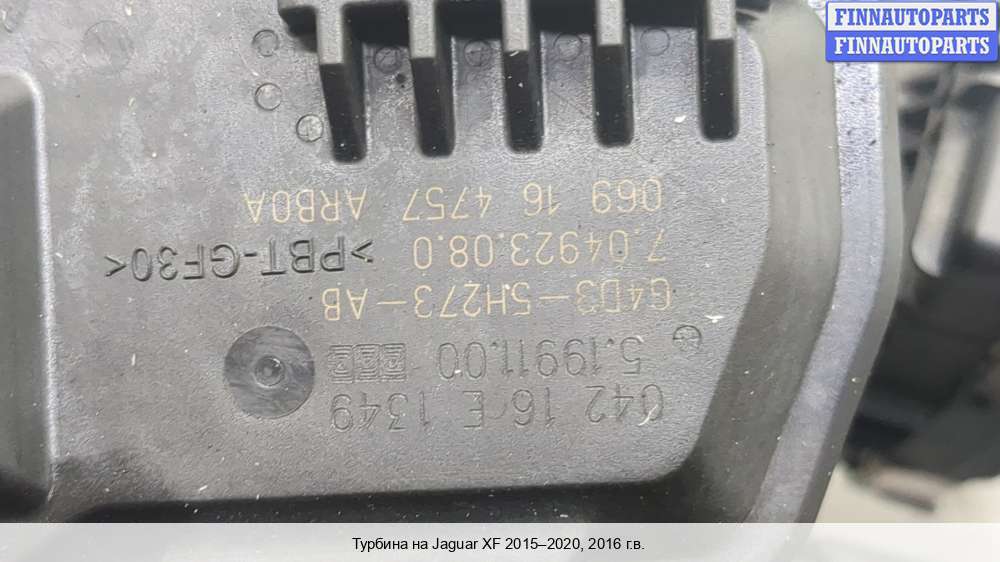 FINNAUTOPARTS
FINNAUTOPARTS
042 16 E 1349
5.19911.00
G4D3-5H273-AB
7.04923.08.0
>PBT-GF30<
069 16 4757 ARB0A
Турбина на Jaguar XF 2015–2020, 2016 г.в.